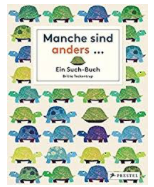 Manche sind
anders ...
Ein Such-Buch
Britta Teckentrup
PRESTEL